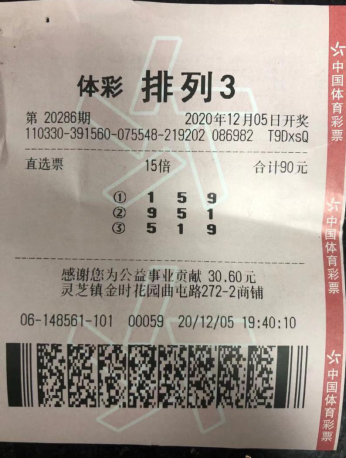 体彩 排列3
第 20286期 2020年12月05日开奖
110330-391560-075548-219202 086982 T9DxsQ
直选票 15倍 合计90元
① 1 5 9
② 9 5 1
③ 5 1 9
感谢您为公益事业贡献 30.60元
灵芝镇金时花园曲屯路272-2商铺
06-148561-101 00059 20/12/05 19:40:10
中国体育彩票
中国体育彩票
中国体育彩票